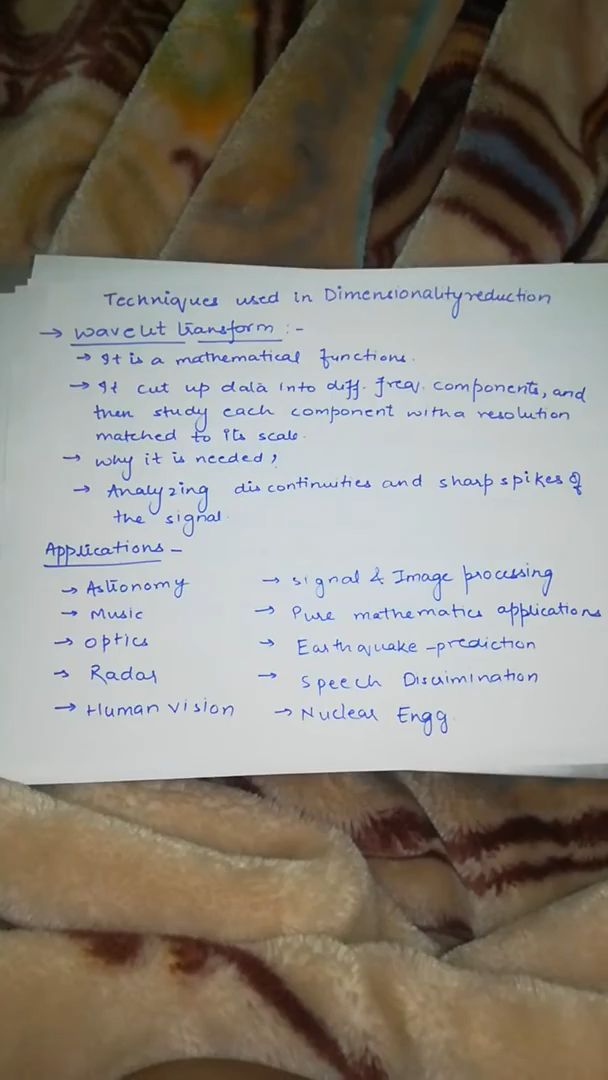 Techniques used in Dimensionality reduction
→ Wavelet transform :-
→ It is a mathematical functions.
→ It cut up data into diff. freq. components, and
then study each component with a resolution
matched to its scale.
→ why it is needed?
→ Analyzing discontinuities and sharp spikes of
the signal.
Applications -
→ Astronomy → signal & Image processing
→ Music → Pure mathematics applications
→ optics → Earthquake-prediction
→ Radar → Speech Discrimination
→ Human vision → Nuclear Engg.